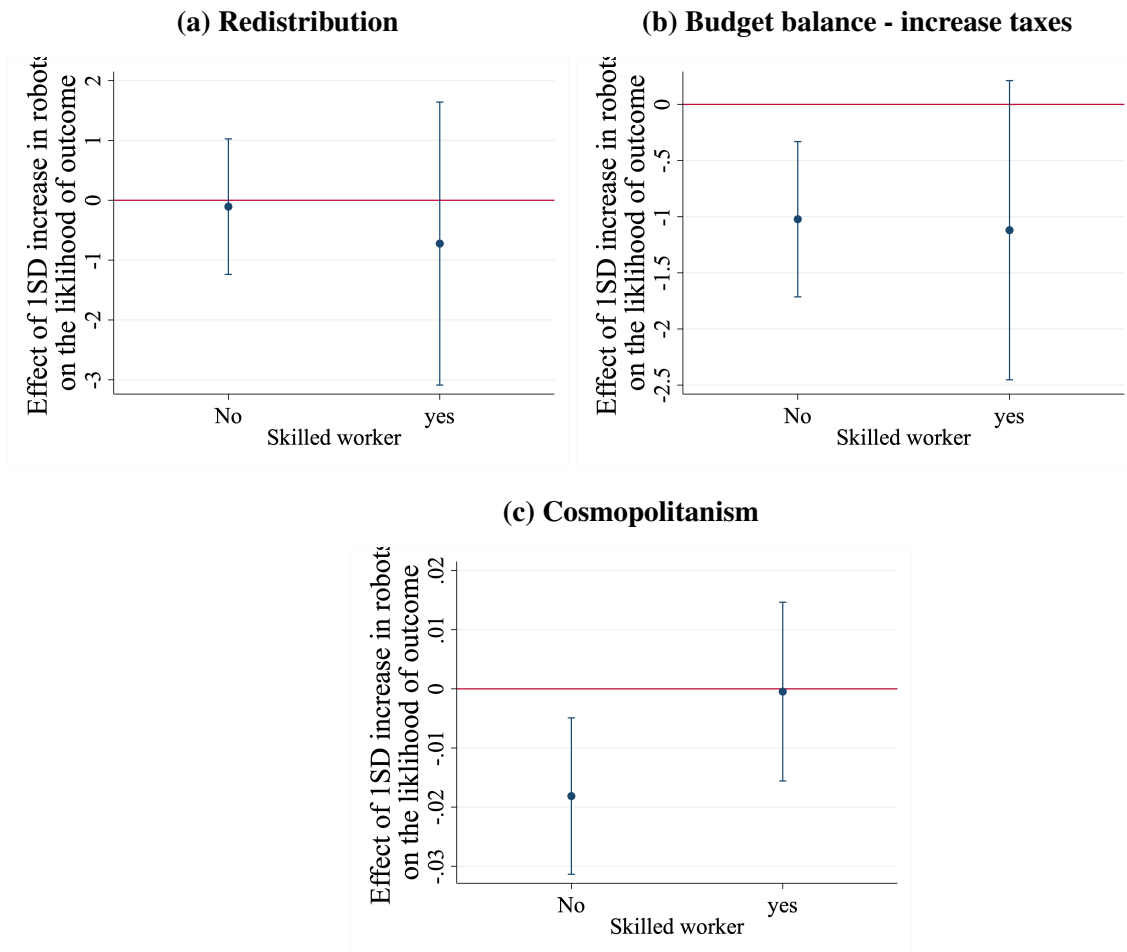 (a) Redistribution
Effect of 1SD increase in robots
on the liklihood of outcome
2
1
0
-1
-2
-3
No
yes
Skilled worker
(b) Budget balance - increase taxes
Effect of 1SD increase in robots
on the liklihood of outcome
0
-.5
-1
-1.5
-2
-2.5
No
yes
Skilled worker
(c) Cosmopolitanism
Effect of 1SD increase in robots
on the liklihood of outcome
.02
.01
0
-.01
-.02
-.03
No
yes
Skilled worker